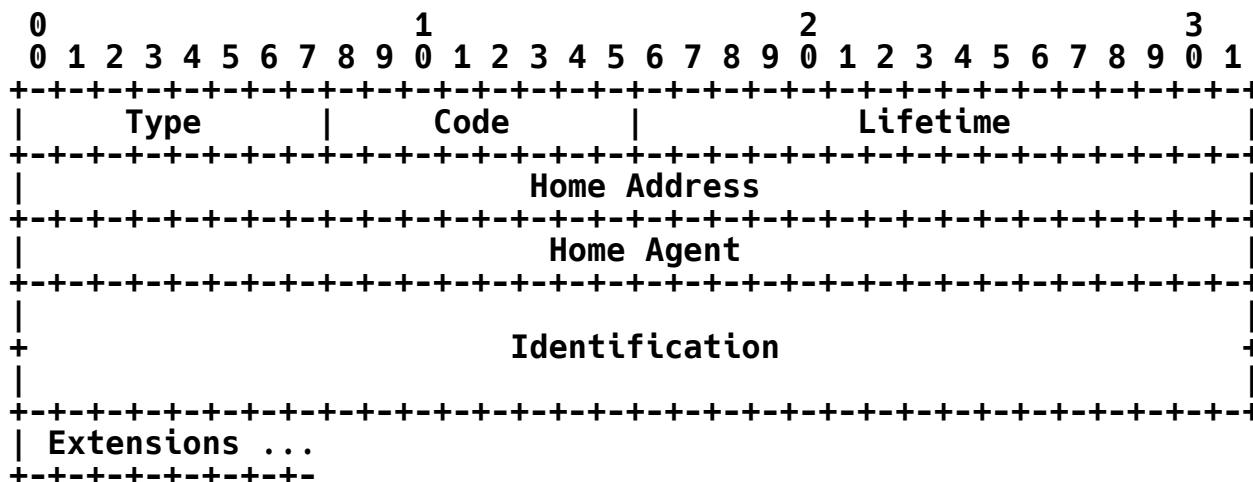 0                   1                   2                   3
 0 1 2 3 4 5 6 7 8 9 0 1 2 3 4 5 6 7 8 9 0 1 2 3 4 5 6 7 8 9 0 1
+-+-+-+-+-+-+-+-+-+-+-+-+-+-+-+-+-+-+-+-+-+-+-+-+-+-+-+-+-+-+-+-+
|     Type      |     Code      |           Lifetime            |
+-+-+-+-+-+-+-+-+-+-+-+-+-+-+-+-+-+-+-+-+-+-+-+-+-+-+-+-+-+-+-+-+
|                          Home Address                         |
+-+-+-+-+-+-+-+-+-+-+-+-+-+-+-+-+-+-+-+-+-+-+-+-+-+-+-+-+-+-+-+-+
|                           Home Agent                          |
+-+-+-+-+-+-+-+-+-+-+-+-+-+-+-+-+-+-+-+-+-+-+-+-+-+-+-+-+-+-+-+-+
|                                                               |
+                         Identification                        +
|                                                               |
+-+-+-+-+-+-+-+-+-+-+-+-+-+-+-+-+-+-+-+-+-+-+-+-+-+-+-+-+-+-+-+-+
| Extensions ...
+-+-+-+-+-+-+-+-